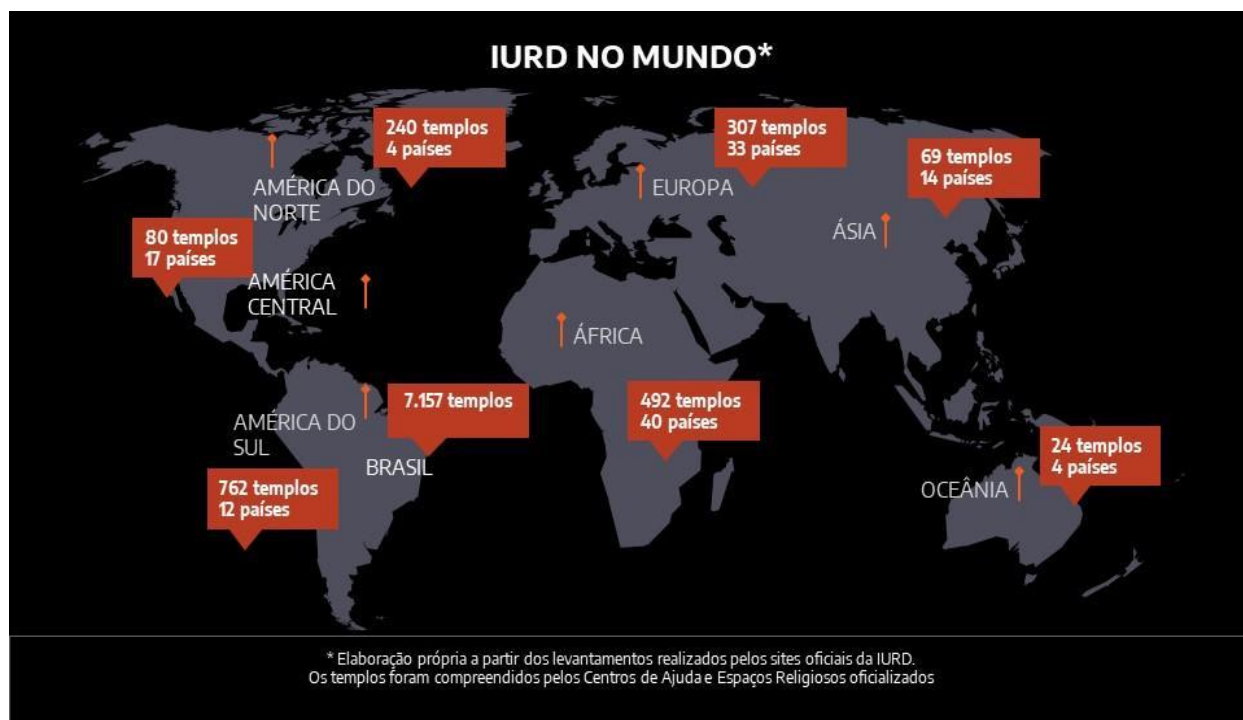 IURD NO MUNDO*
240 templos
4 países
307 templos
33 países
69 templos
14 países
AMÉRICA DO
NORTE
EUROPA
ÁSIA
80 templos
17 países
AMÉRICA
CENTRAL
ÁFRICA
7.157 templos
492 templos
40 países
AMÉRICA DO
SUL
BRASIL
24 templos
4 países
762 templos
12 países
OCEÂNIA
* Elaboração própria a partir dos levantamentos realizados pelos sites oficiais da IURD.
Os templos foram compreendidos pelos Centros de Ajuda e Espaços Religiosos oficializados